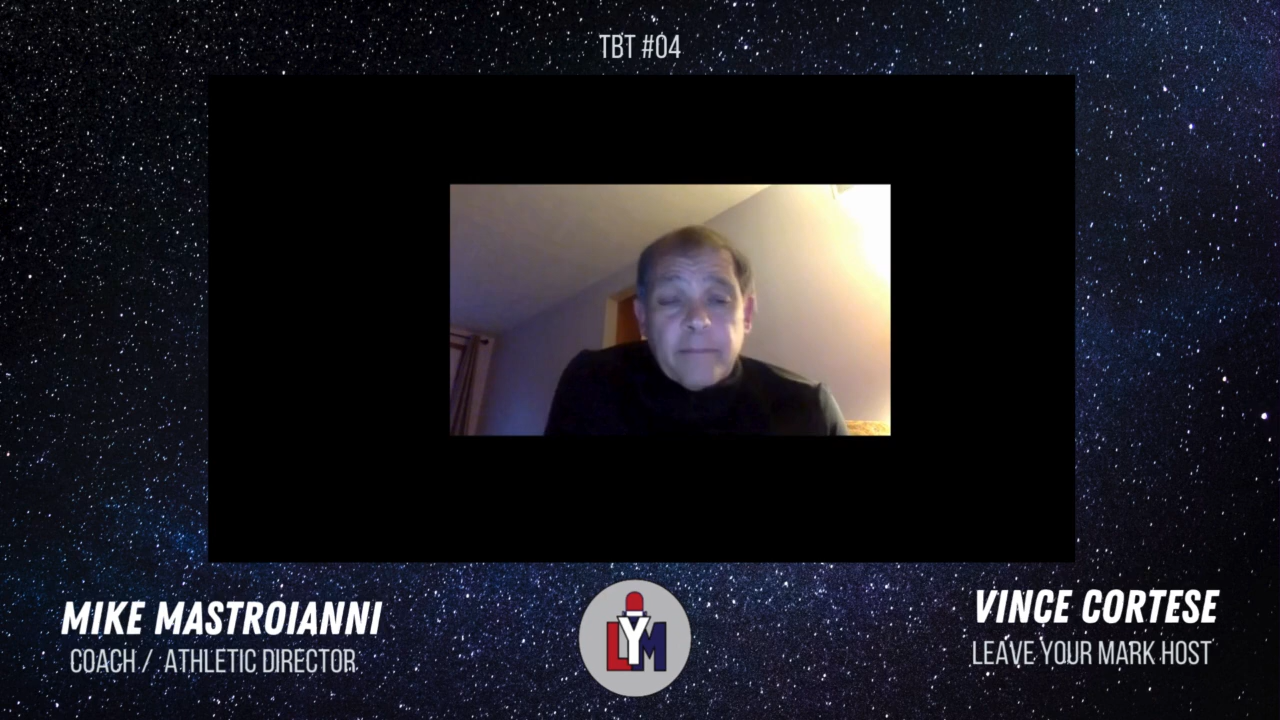 TBT #04
MIKE MASTROIANNI
COACH / ATHLETIC DIRECTOR
LYM
VINCE CORTESE
LEAVE YOUR MARK HOST